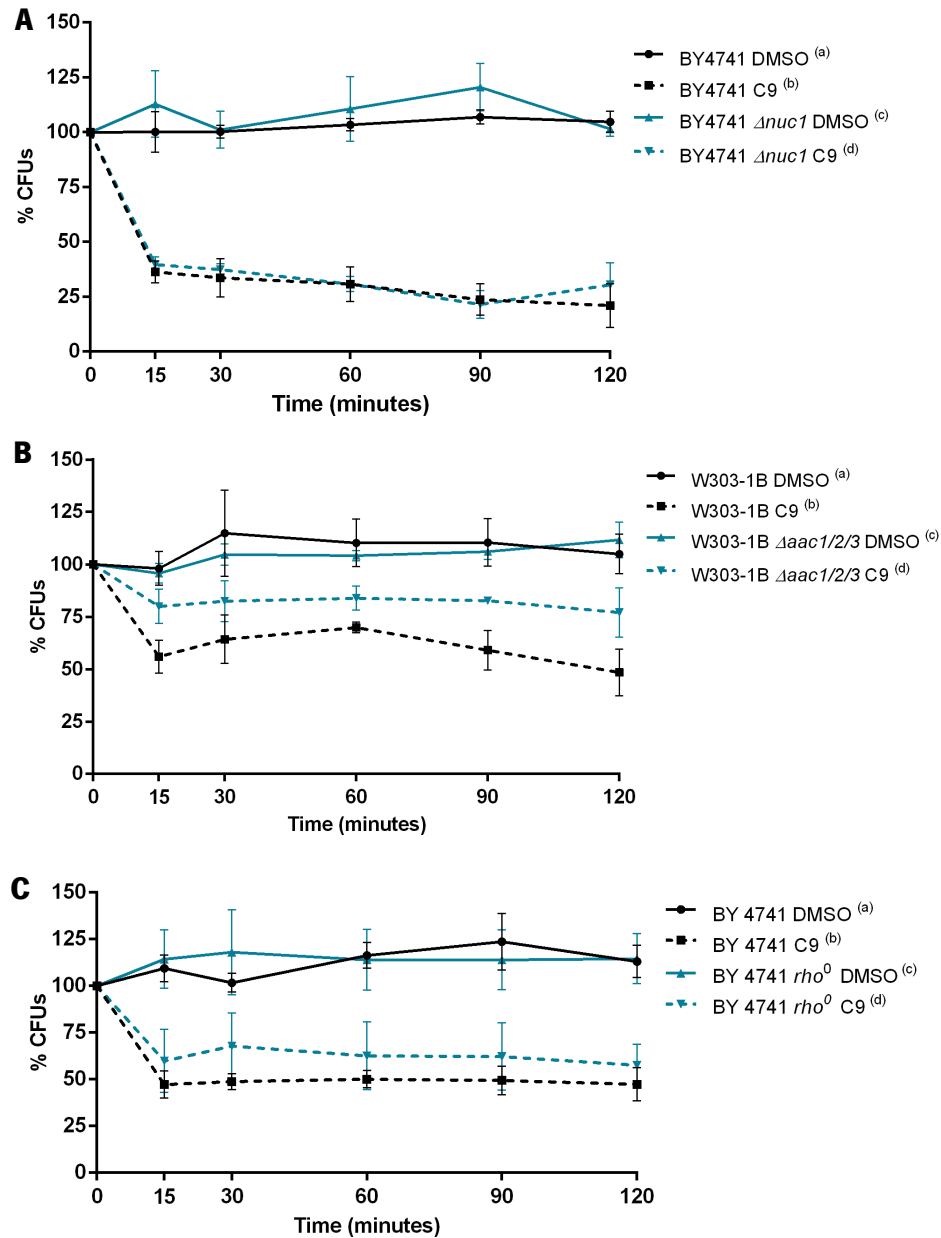 A
150
125
100
75
50
25
0
% CFUs
0 15 30 60 90 120
Time (minutes)
BY4741 DMSO (a)
BY4741 C9 (b)
BY4741 Δnuc1 DMSO (c)
BY4741 Δnuc1 C9 (d)
B
150
125
100
75
50
25
0
% CFUs
0 15 30 60 90 120
Time (minutes)
W303-1B DMSO (a)
W303-1B C9 (b)
W303-1B Δaac1/2/3 DMSO (c)
W303-1B Δaac1/2/3 C9 (d)
C
150
125
100
75
50
25
0
% CFUs
0 15 30 60 90 120
Time (minutes)
BY 4741 DMSO (a)
BY 4741 C9 (b)
BY 4741 rho⁰ DMSO (c)
BY 4741 rho⁰ C9 (d)